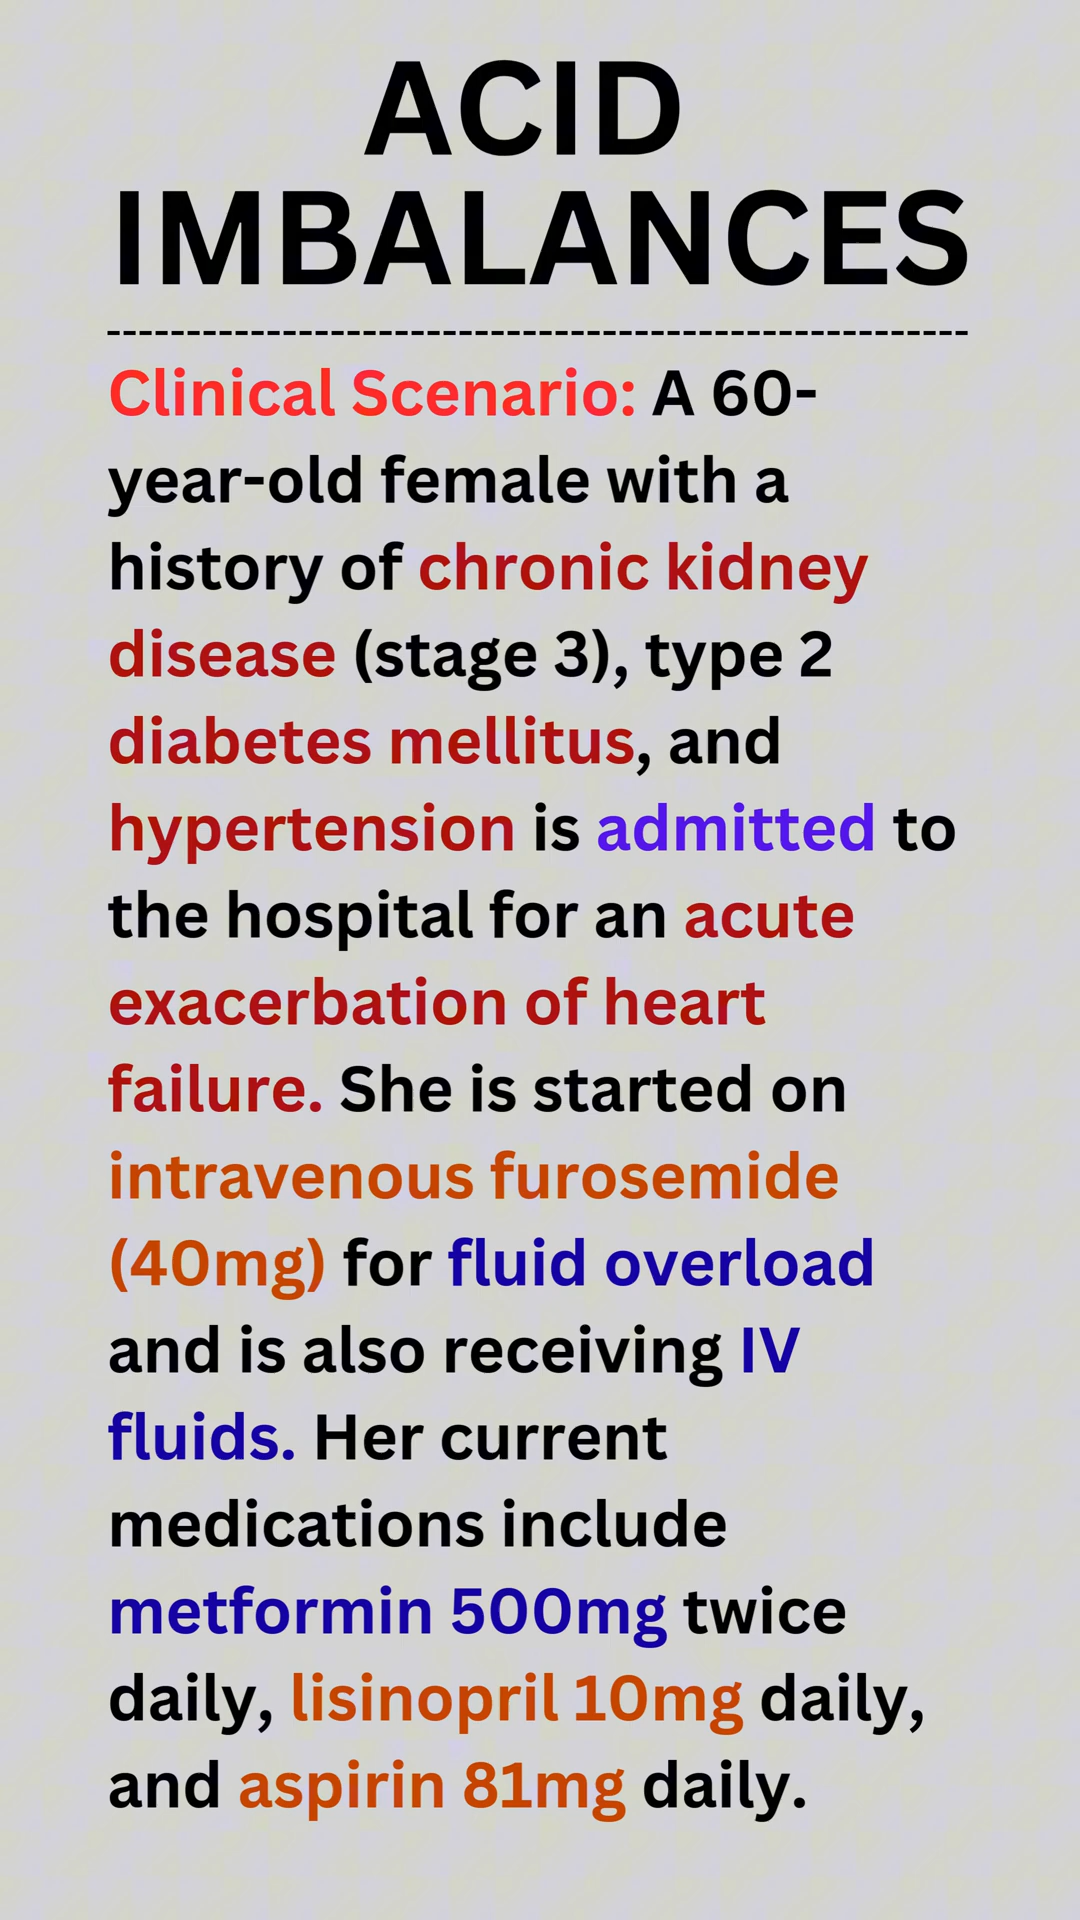 ACID
IMBALANCES
Clinical Scenario: A 60-
year-old female with a
history of chronic kidney
disease (stage 3), type 2
diabetes mellitus, and
hypertension is admitted to
the hospital for an acute
exacerbation of heart
failure. She is started on
intravenous furosemide
(40mg) for fluid overload
and is also receiving IV
fluids. Her current
medications include
metformin 500mg twice
daily, lisinopril 10mg daily,
and aspirin 81mg daily.